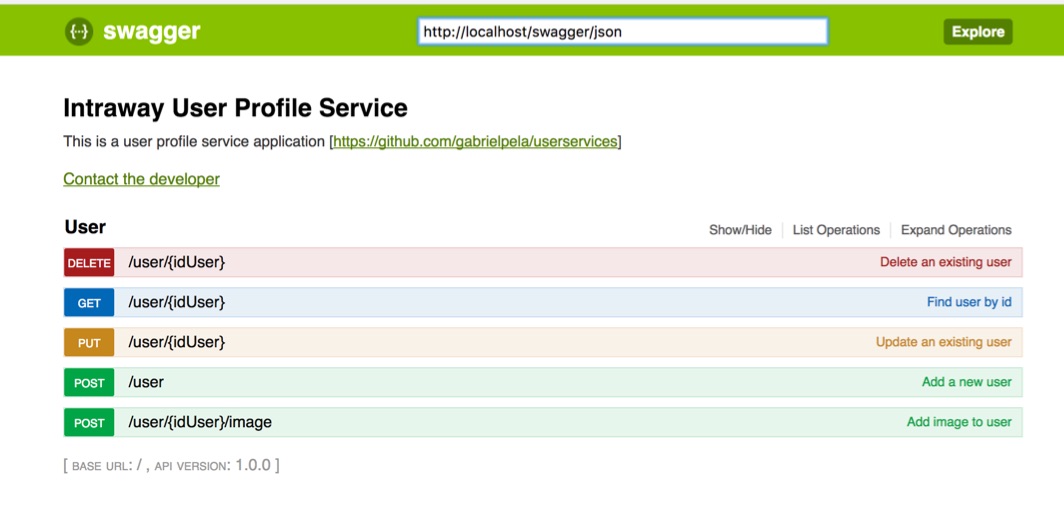 {···} swagger http://localhost/swagger/json Explore
Intraway User Profile Service
This is a user profile service application [https://github.com/gabrielpela/userservices]
Contact the developer
User Show/Hide List Operations Expand Operations
DELETE /user/{idUser} Delete an existing user
GET /user/{idUser} Find user by id
PUT /user/{idUser} Update an existing user
POST /user Add a new user
POST /user/{idUser}/image Add image to user
[ BASE URL: / , API VERSION: 1.0.0 ]